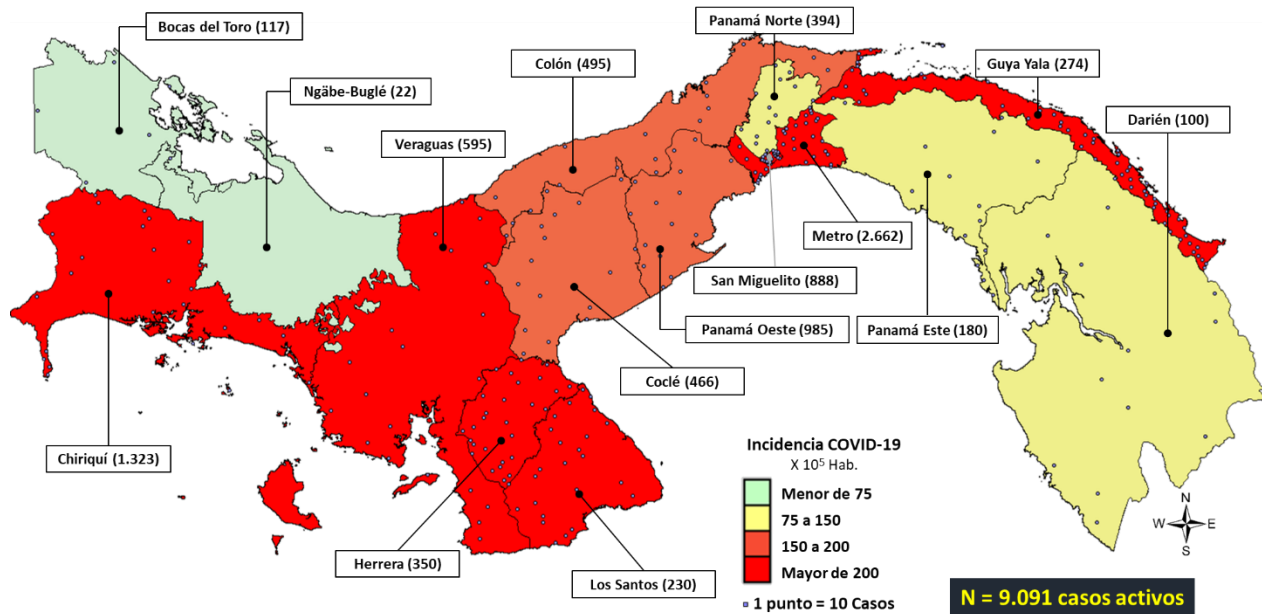 Panamá Norte (394)
Bocas del Toro (117)
Colón (495)
Guya Yala (274)
Ngäbe-Buglé (22)
Darién (100)
Veraguas (595)
Metro (2.662)
San Miguelito (888)
Panamá Oeste (985)
Panamá Este (180)
Coclé (466)
Chiriquí (1.323)
Herrera (350)
Los Santos (230)
Incidencia COVID-19
X 10⁵ Hab.
Menor de 75
75 a 150
150 a 200
Mayor de 200
1 punto = 10 Casos
N
W E
S
N = 9.091 casos activos